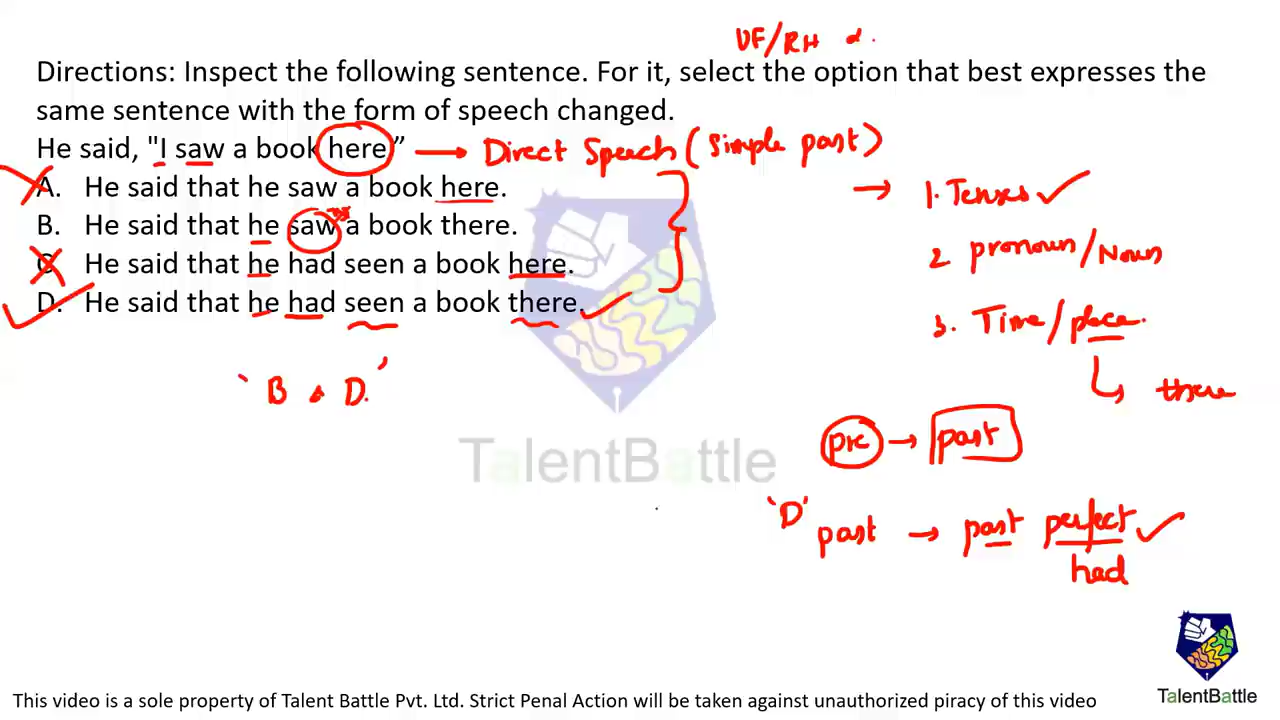 VF/RH
Directions: Inspect the following sentence. For it, select the option that best expresses the
same sentence with the form of speech changed.
He said, "I saw a book here” → Direct Speech (Simple past)
A. He said that he saw a book here.
B. He said that he saw a book there.
C. He said that he had seen a book here.
D. He said that he had seen a book there.
→ 1. Tenses ✓
2. pronoun/Noun
3. Time/place.
there
'B & D.'
pre → past
'D'
past → past perfect ✓
had
TalentBattle
TalentBattle
This video is a sole property of Talent Battle Pvt. Ltd. Strict Penal Action will be taken against unauthorized piracy of this video